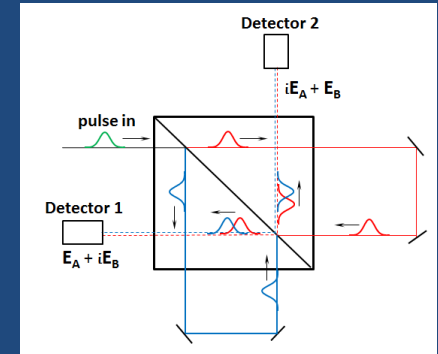 Detector 2
iE_A + E_B
pulse in
Detector 1
E_A + iE_B